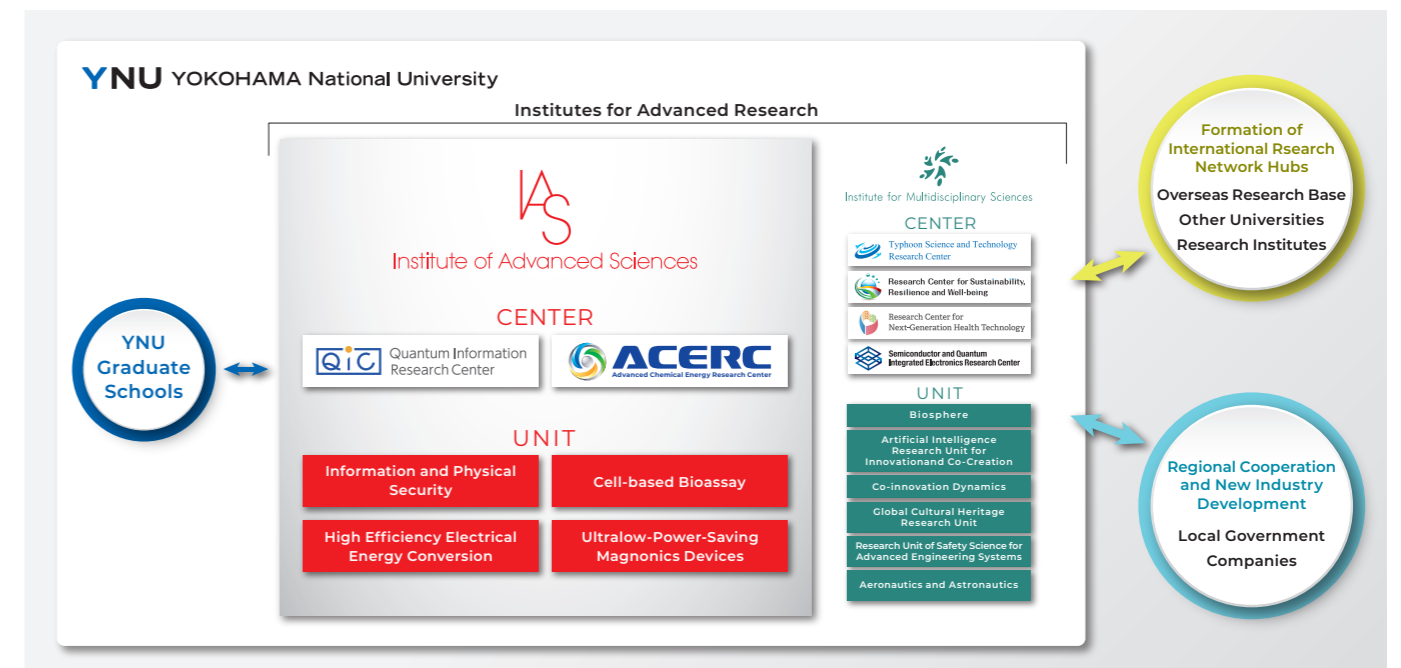 YNU YOKOHAMA National University
Institutes for Advanced Research
IAS
Institute of Advanced Sciences
CENTER
QiC Quantum Information
Research Center
ACERC
Advanced Chemical Energy Research Center
UNIT
Information and Physical
Security
Cell-based Bioassay
High Efficiency Electrical
Energy Conversion
Ultralow-Power-Saving
Magnonics Devices
Institute for Multidisciplinary Sciences
CENTER
Typhoon Science and Technology
Research Center
Research Center for Sustainability,
Resilience and Well-being
Research Center for
Next-Generation Health Technology
Semiconductor and Quantum
Integrated Electronics Research Center
UNIT
Biosphere
Artificial Intelligence
Research Unit for
Innovationand Co-Creation
Co-innovation Dynamics
Global Cultural Heritage
Research Unit
Research Unit of Safety Science for
Advanced Engineering Systems
Aeronautics and Astronautics
YNU
Graduate
Schools
Formation of
International Rsearch
Network Hubs
Overseas Research Base
Other Universities
Research Institutes
Regional Cooperation
and New Industry
Development
Local Government
Companies